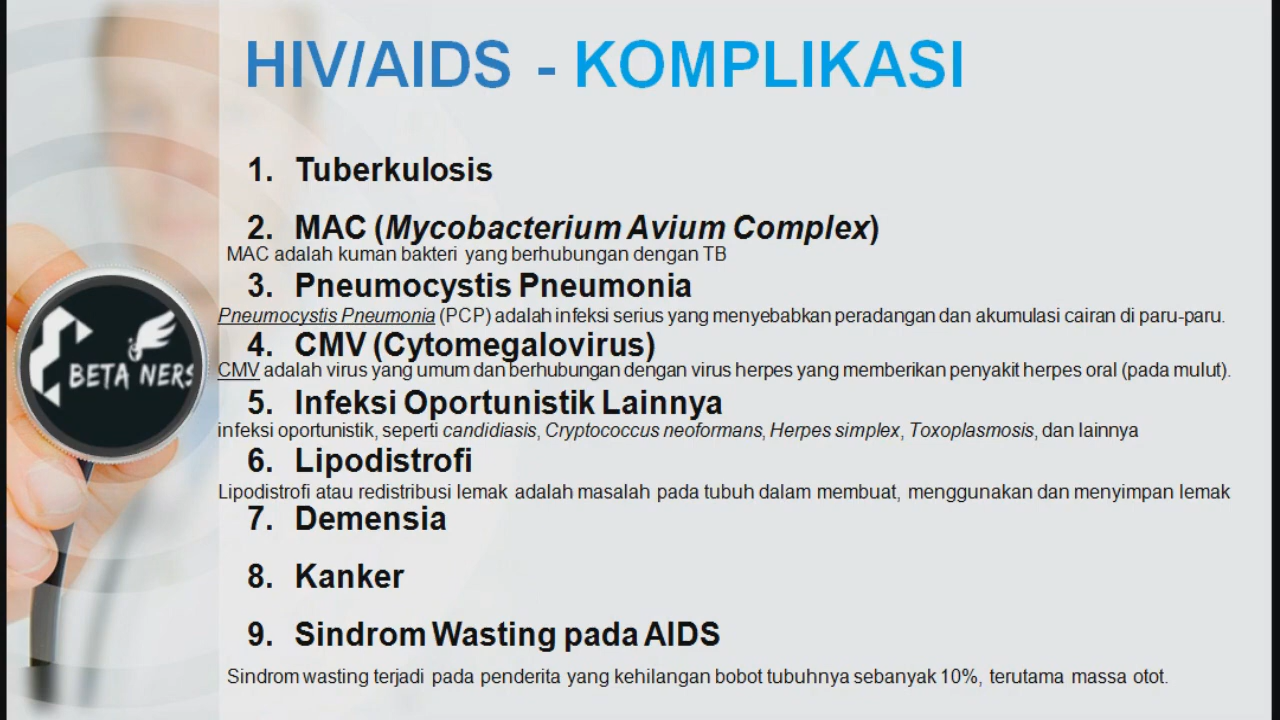 HIV/AIDS - KOMPLIKASI
1. Tuberkulosis
2. MAC (Mycobacterium Avium Complex)
MAC adalah kuman bakteri yang berhubungan dengan TB
3. Pneumocystis Pneumonia
Pneumocystis Pneumonia (PCP) adalah infeksi serius yang menyebabkan peradangan dan akumulasi cairan di paru-paru.
4. CMV (Cytomegalovirus)
CMV adalah virus yang umum dan berhubungan dengan virus herpes yang memberikan penyakit herpes oral (pada mulut).
5. Infeksi Oportunistik Lainnya
infeksi oportunistik, seperti candidiasis, Cryptococcus neoformans, Herpes simplex, Toxoplasmosis, dan lainnya
6. Lipodistrofi
Lipodistrofi atau redistribusi lemak adalah masalah pada tubuh dalam membuat, menggunakan dan menyimpan lemak
7. Demensia
8. Kanker
9. Sindrom Wasting pada AIDS
Sindrom wasting terjadi pada penderita yang kehilangan bobot tubuhnya sebanyak 10%, terutama massa otot.
BETA NERS